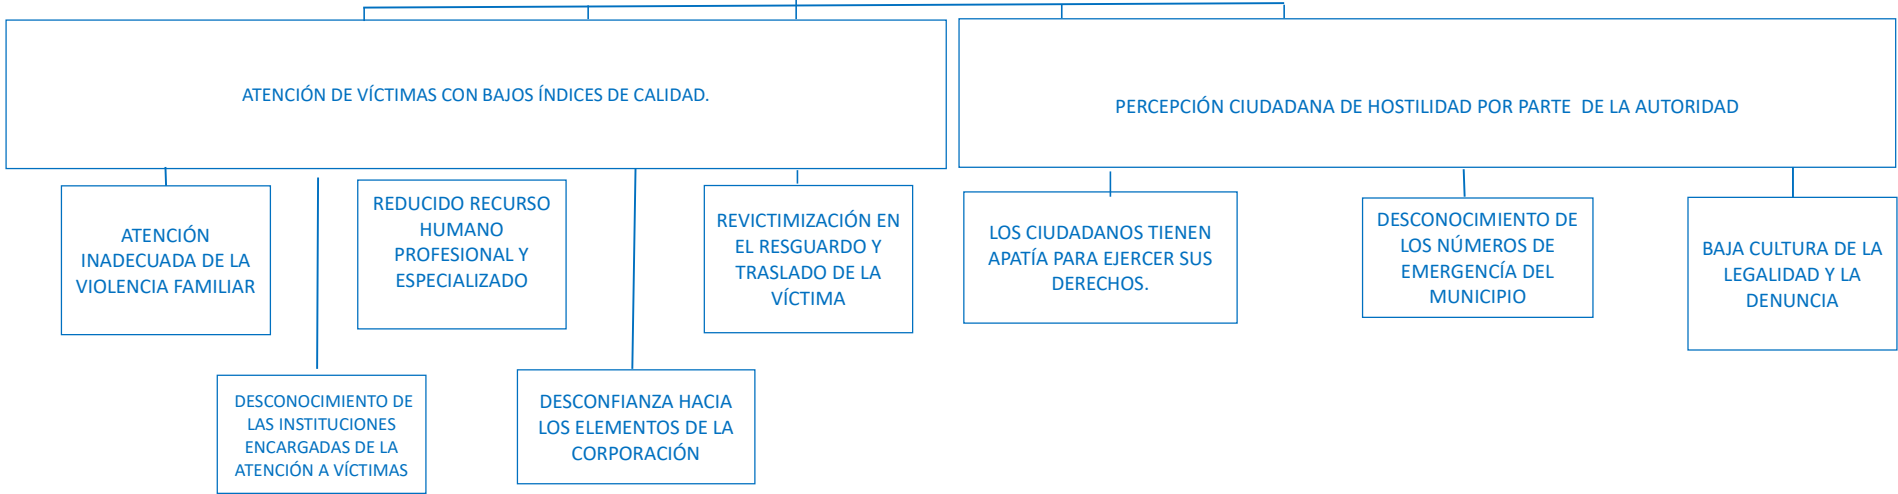 ATENCIÓN DE VÍCTIMAS CON BAJOS ÍNDICES DE CALIDAD.
PERCEPCIÓN CIUDADANA DE HOSTILIDAD POR PARTE DE LA AUTORIDAD
ATENCIÓN
INADECUADA DE LA
VIOLENCIA FAMILIAR
REDUCIDO RECURSO
HUMANO
PROFESIONAL Y
ESPECIALIZADO
REVICTIMIZACIÓN EN
EL RESGUARDO Y
TRASLADO DE LA
VÍCTIMA
LOS CIUDADANOS TIENEN
APATÍA PARA EJERCER SUS
DERECHOS.
DESCONOCIMIENTO DE
LOS NÚMEROS DE
EMERGENCÍA DEL
MUNICIPIO
BAJA CULTURA DE LA
LEGALIDAD Y LA
DENUNCIA
DESCONOCIMIENTO DE
LAS INSTITUCIONES
ENCARGADAS DE LA
ATENCIÓN A VÍCTIMAS
DESCONFIANZA HACIA
LOS ELEMENTOS DE LA
CORPORACIÓN